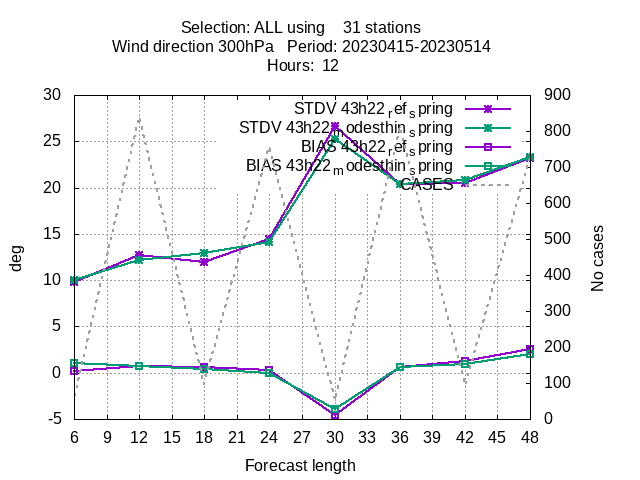 Selection: ALL using    31 stations
Wind direction 300hPa   Period: 20230415-20230514
Hours:  12
STDV 43h22_ref_spring
STDV 43h22_modesthin_spring
BIAS 43h22_ref_spring
BIAS 43h22_modesthin_spring
CASES
30
25
20
15
10
5
0
-5
deg
900
800
700
600
500
400
300
200
100
0
No cases
6 9 12 15 18 21 24 27 30 33 36 39 42 45 48
Forecast length